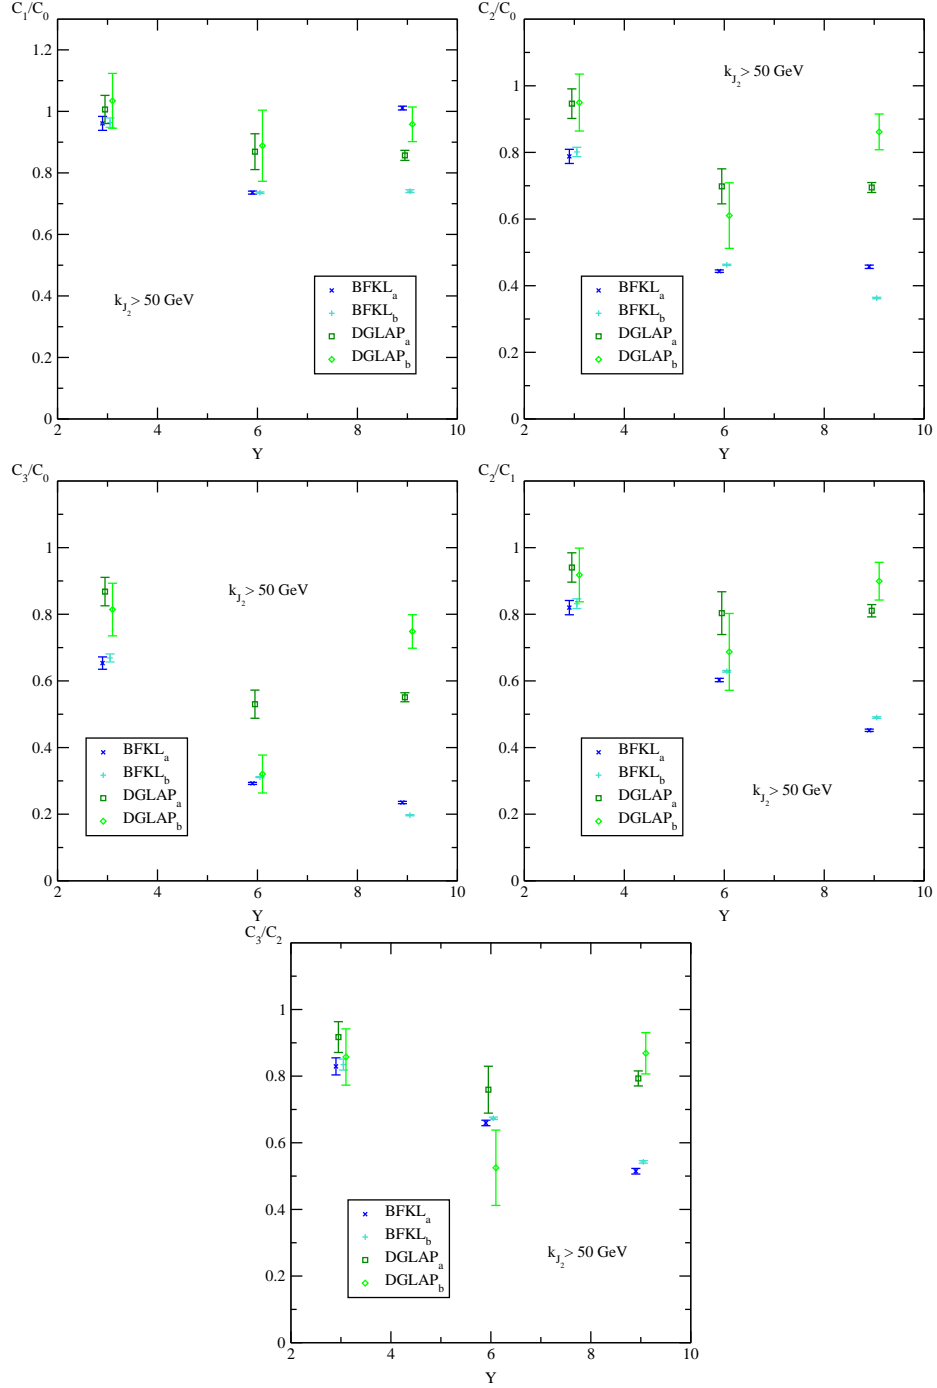 C1/C0
1.2
1
0.8
0.6
0.4
0.2
0
2
4
6
8
10
Y
kJ2 > 50 GeV
BFKLa
BFKLb
DGLAPa
DGLAPb
C2/C0
1
0.8
0.6
0.4
0.2
0
2
4
6
8
10
Y
kJ2 > 50 GeV
BFKLa
BFKLb
DGLAPa
DGLAPb
C3/C0
1
0.8
0.6
0.4
0.2
0
2
4
6
8
10
Y
kJ2 > 50 GeV
BFKLa
BFKLb
DGLAPa
DGLAPb
C2/C1
1
0.8
0.6
0.4
0.2
0
2
4
6
8
10
Y
BFKLa
BFKLb
DGLAPa
DGLAPb
kJ2 > 50 GeV
C3/C2
1
0.8
0.6
0.4
0.2
0
2
4
6
8
10
Y
BFKLa
BFKLb
DGLAPa
DGLAPb
kJ2 > 50 GeV